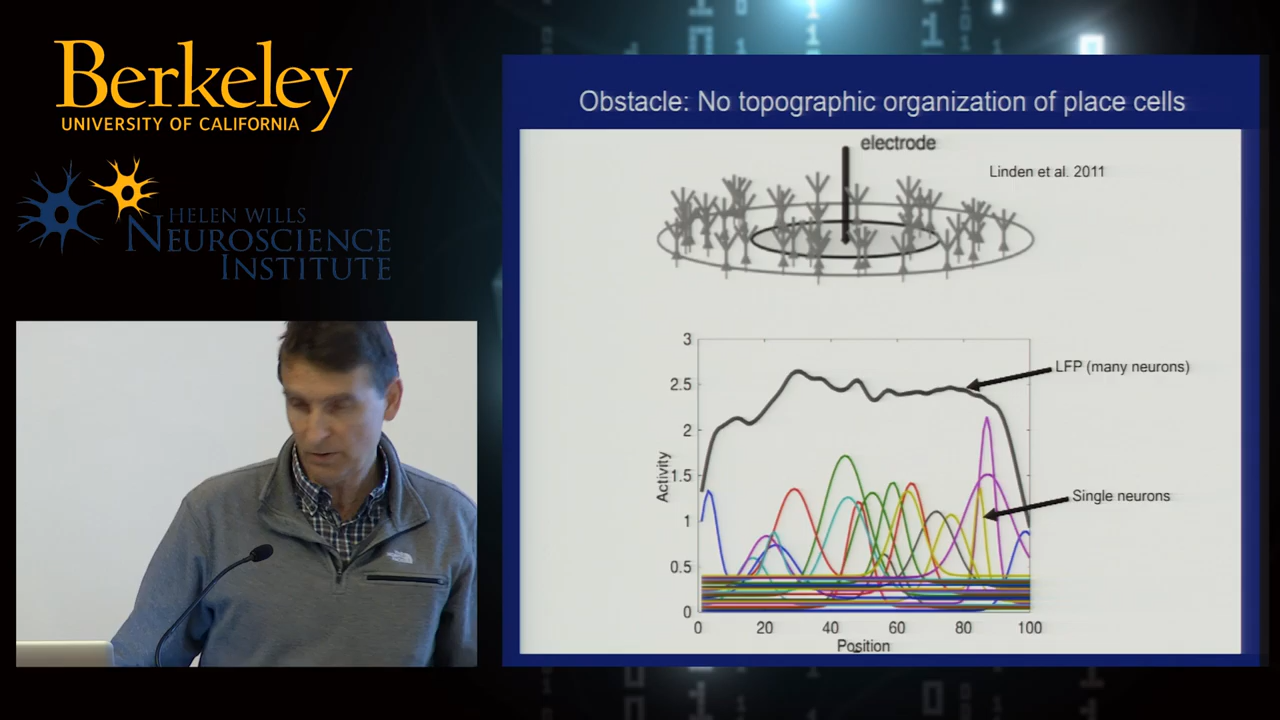 Berkeley
UNIVERSITY OF CALIFORNIA
HELEN WILLS
NEUROSCIENCE
INSTITUTE
Obstacle: No topographic organization of place cells
electrode
Linden et al. 2011
3
2.5
2
1.5
1
0.5
0
Activity
LFP (many neurons)
Single neurons
0 20 40 60 80 100
Position